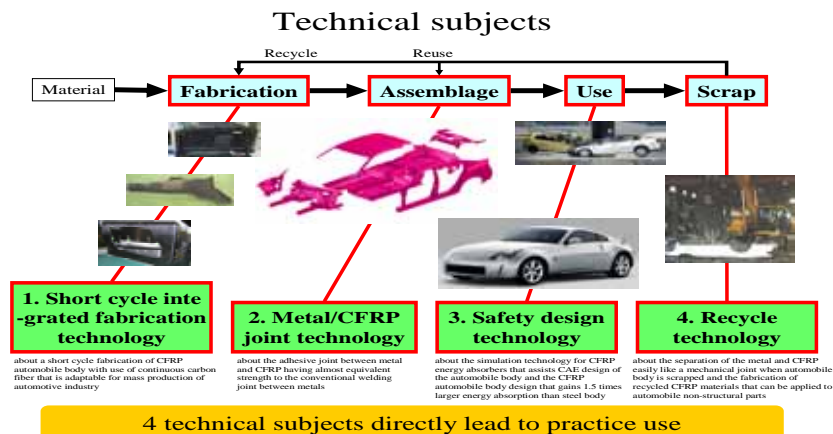 Technical subjects
Recycle
Reuse
Material
Fabrication
Assemblage
Use
Scrap
1. Short cycle inte
-grated fabrication
technology
about a short cycle fabrication of CFRP
automobile body with use of continuous carbon
fiber that is adaptable for mass production of
automotive industry
2. Metal/CFRP
joint technology
about the adhesive joint between metal
and CFRP having almost equivalent
strength to the conventional welding
joint between metals
3. Safety design
technology
about the simulation technology for CFRP
energy absorbers that assists CAE design of
the automobile body and the CFRP
automobile body design that gains 1.5 times
larger energy absorption than steel body
4. Recycle
technology
about the separation of the metal and CFRP
easily like a mechanical joint when automobile
body is scrapped and the fabrication of
recycled CFRP materials that can be applied to
automobile non-structural parts
4 technical subjects directly lead to practice use